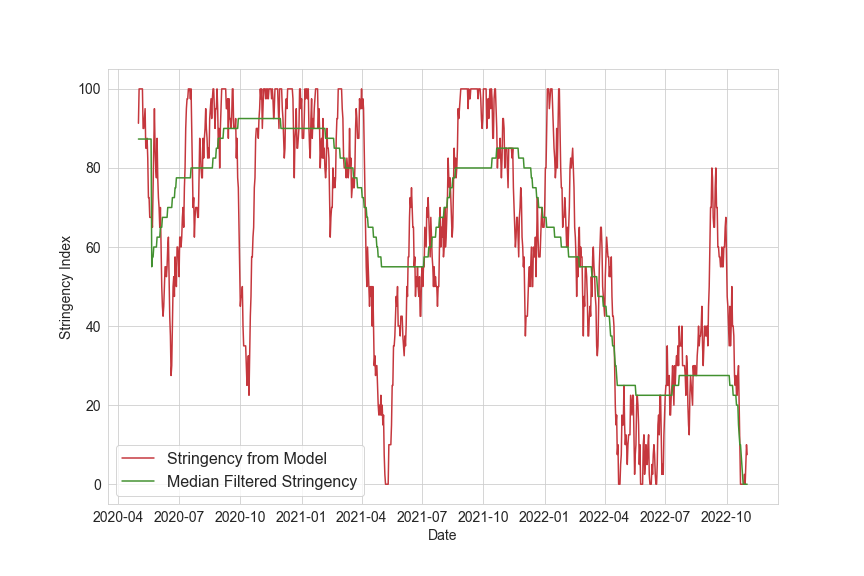 100
80
60
40
20
0
Stringency Index
Stringency from Model
Median Filtered Stringency
2020-04 2020-07 2020-10 2021-01 2021-04 2021-07 2021-10 2022-01 2022-04 2022-07 2022-10
Date